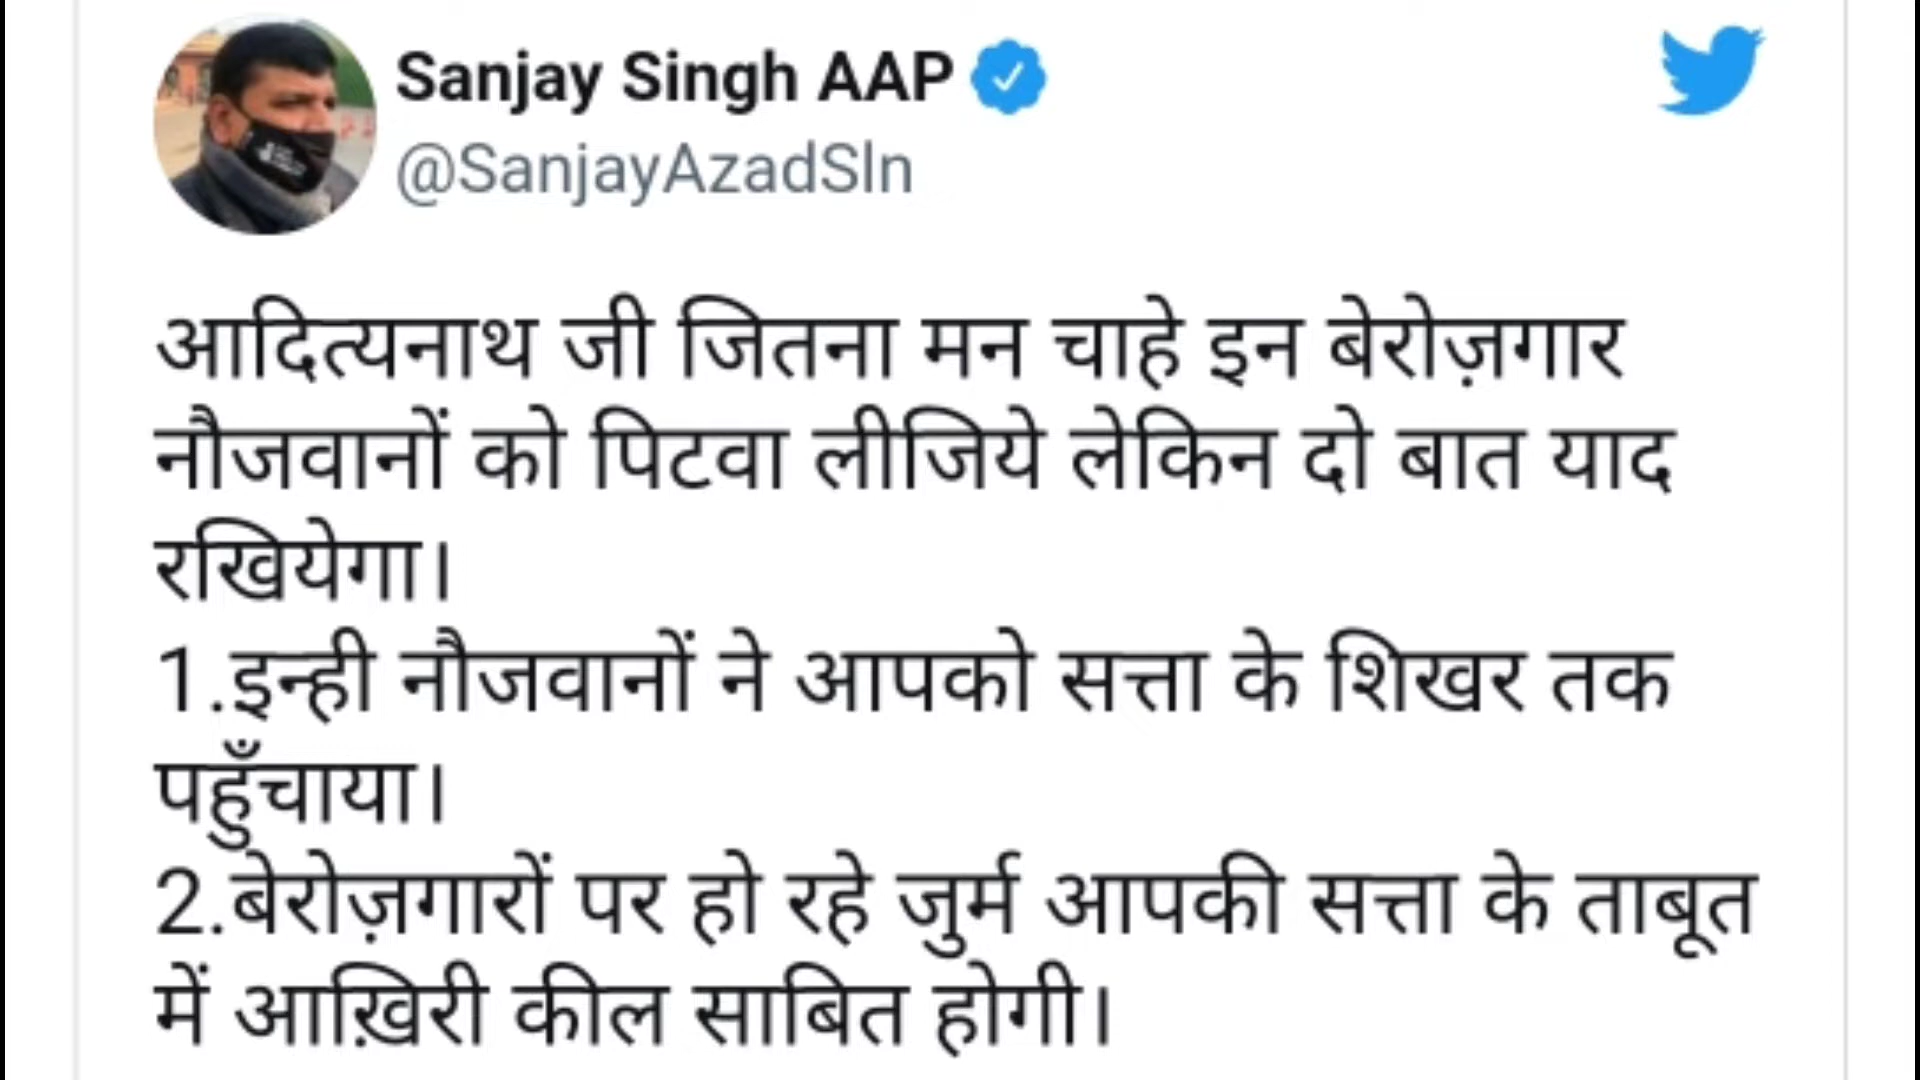 Sanjay Singh AAP
@SanjayAzadSln
आदित्यनाथ जी जितना मन चाहे इन बेरोज़गार
नौजवानों को पिटवा लीजिये लेकिन दो बात याद
रखियेगा।
1.इन्ही नौजवानों ने आपको सत्ता के शिखर तक
पहुँचाया।
2.बेरोज़गारों पर हो रहे जुर्म आपकी सत्ता के ताबूत
में आख़िरी कील साबित होगी।